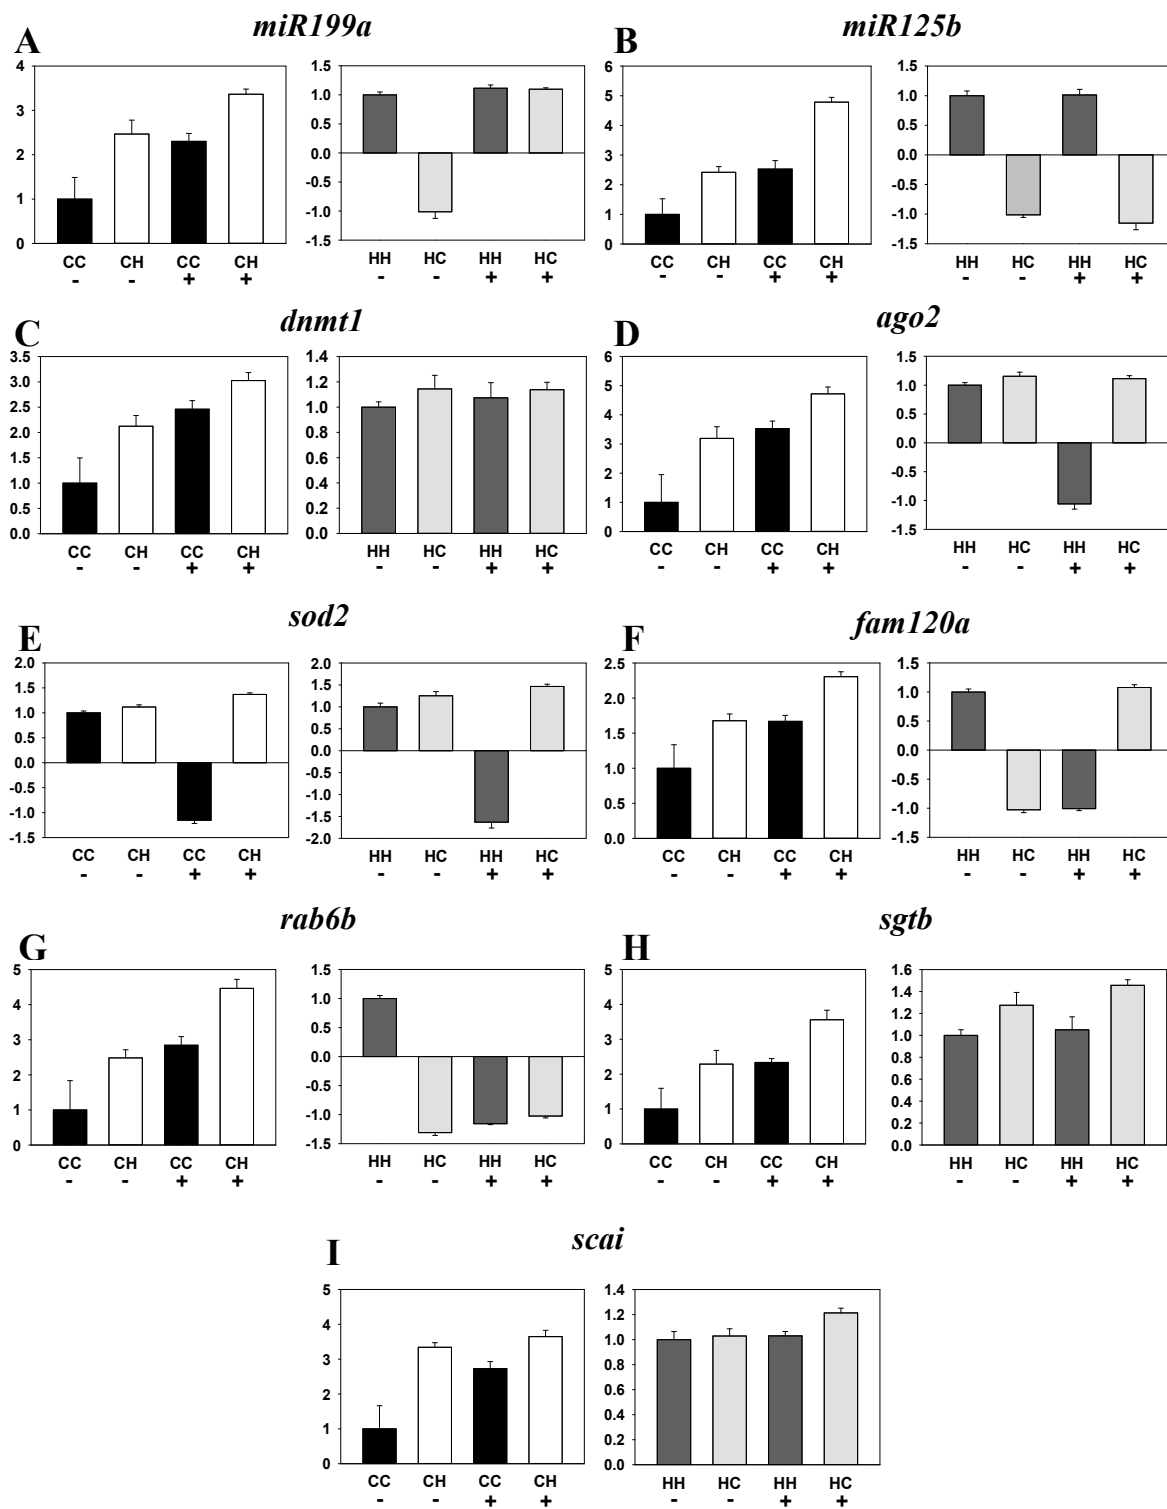 A miR199a
4
3
2
1
0
CC CH CC CH
- - + +
1.5
1.0
0.5
0.0
-0.5
-1.0
-1.5
HH HC HH HC
- - + +
B miR125b
6
5
4
3
2
1
0
CC CH CC CH
- - + +
1.5
1.0
0.5
0.0
-0.5
-1.0
-1.5
HH HC HH HC
- - + +
C dnmt1
3.5
3.0
2.5
2.0
1.5
1.0
0.5
0.0
CC CH CC CH
- - + +
1.4
1.2
1.0
0.8
0.6
0.4
0.2
0.0
HH HC HH HC
- - + +
D ago2
6
5
4
3
2
1
0
CC CH CC CH
- - + +
1.5
1.0
0.5
0.0
-0.5
-1.0
-1.5
HH HC HH HC
- - + +
E sod2
2.0
1.5
1.0
0.5
0.0
-0.5
-1.0
-1.5
CC CH CC CH
- - + +
2.0
1.5
1.0
0.5
0.0
-0.5
-1.0
-1.5
-2.0
HH HC HH HC
- - + +
F fam120a
2.5
2.0
1.5
1.0
0.5
0.0
CC CH CC CH
- - + +
1.5
1.0
0.5
0.0
-0.5
-1.0
-1.5
HH HC HH HC
- - + +
G rab6b
5
4
3
2
1
0
CC CH CC CH
- - + +
1.5
1.0
0.5
0.0
-0.5
-1.0
-1.5
HH HC HH HC
- - + +
H sgtb
5
4
3
2
1
0
CC CH CC CH
- - + +
1.6
1.4
1.2
1.0
0.8
0.6
0.4
0.2
0.0
HH HC HH HC
- - + +
I scai
5
4
3
2
1
0
CC CH CC CH
- - + +
1.4
1.2
1.0
0.8
0.6
0.4
0.2
0.0
HH HC HH HC
- - + +